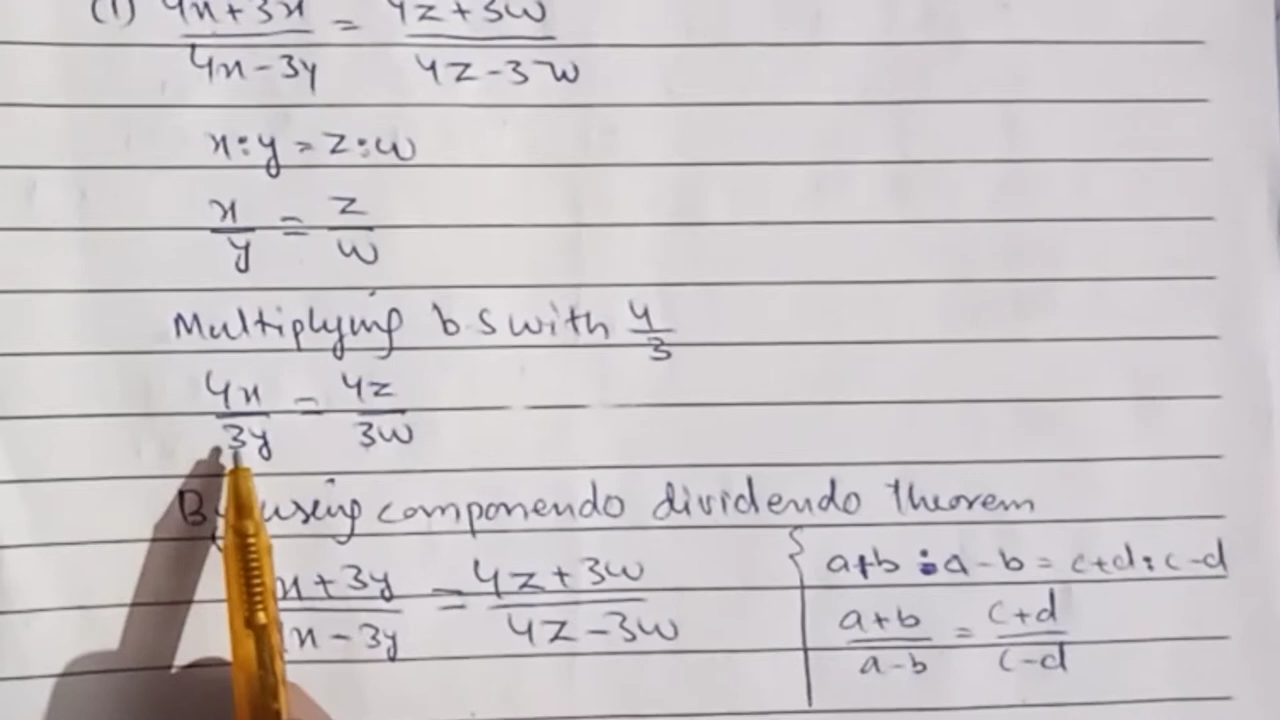 (1) 4x+3x / 4x-3y = 4z+3w / 4z-3w
x:y = z:w
x/y = z/w
Multiplying b.s with 4/3
4x/3y = 4z/3w
By using componendo dividendo theorem
x+3y / x-3y = 4z+3w / 4z-3w
a+b : a-b = c+d : c-d
a+b / a-b = c+d / c-d